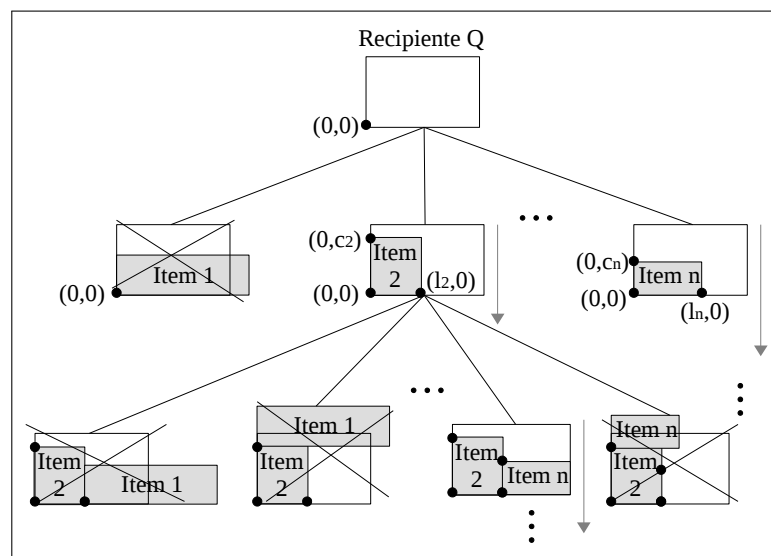 Recipiente Q
(0,0)
Item 1
(0,0)
(0,c2)
Item
2
(0,0)
(l2,0)
...
(0,cn)
Item n
(0,0)
(ln,0)
Item
2
Item 1
Item 1
Item
2
...
Item
2
Item n
Item n
Item
2